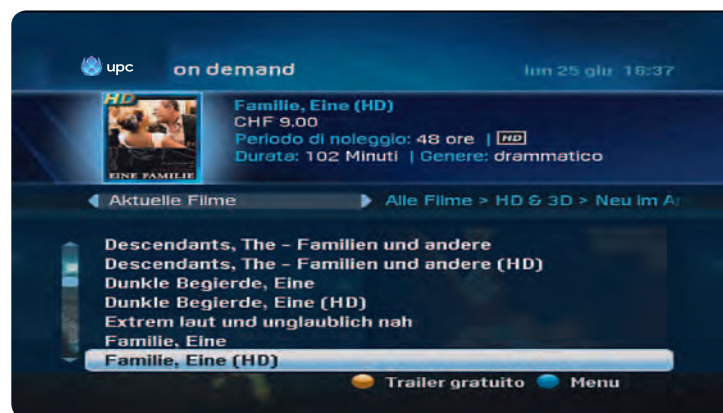 upc on demand lun 25 giu 16:37
HD
EINE FAMILIE
Familie, Eine (HD)
CHF 9.00
Periodo di noleggio: 48 ore | HD
Durata: 102 Minuti | Genere: drammatico
Aktuelle Filme Alle Filme > HD & 3D > Neu im A
Descendants, The - Familien und andere
Descendants, The - Familien und andere (HD)
Dunkle Begierde, Eine
Dunkle Begierde, Eine (HD)
Extrem laut und unglaublich nah
Familie, Eine
Familie, Eine (HD)
Trailer gratuito Menu